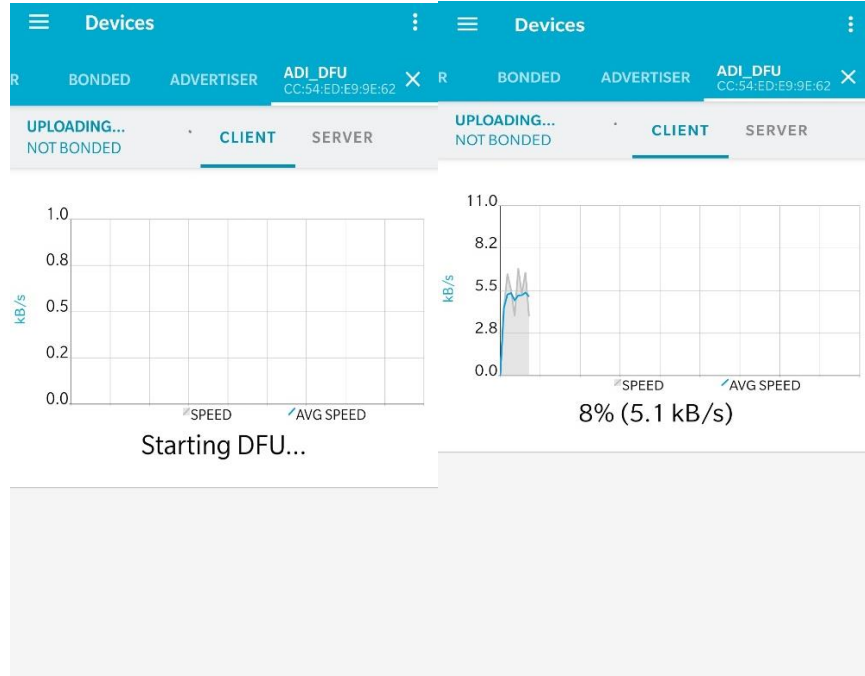 Devices
R BONDED ADVERTISER ADI_DFU
CC:54:ED:E9:9E:62
UPLOADING...
NOT BONDED
CLIENT SERVER
1.0
0.8
0.5
0.2
0.0
kB/s
SPEED AVG SPEED
Starting DFU...
Devices
R BONDED ADVERTISER ADI_DFU
CC:54:ED:E9:9E:62
UPLOADING...
NOT BONDED
CLIENT SERVER
11.0
8.2
5.5
2.8
0.0
kB/s
SPEED AVG SPEED
8% (5.1 kB/s)